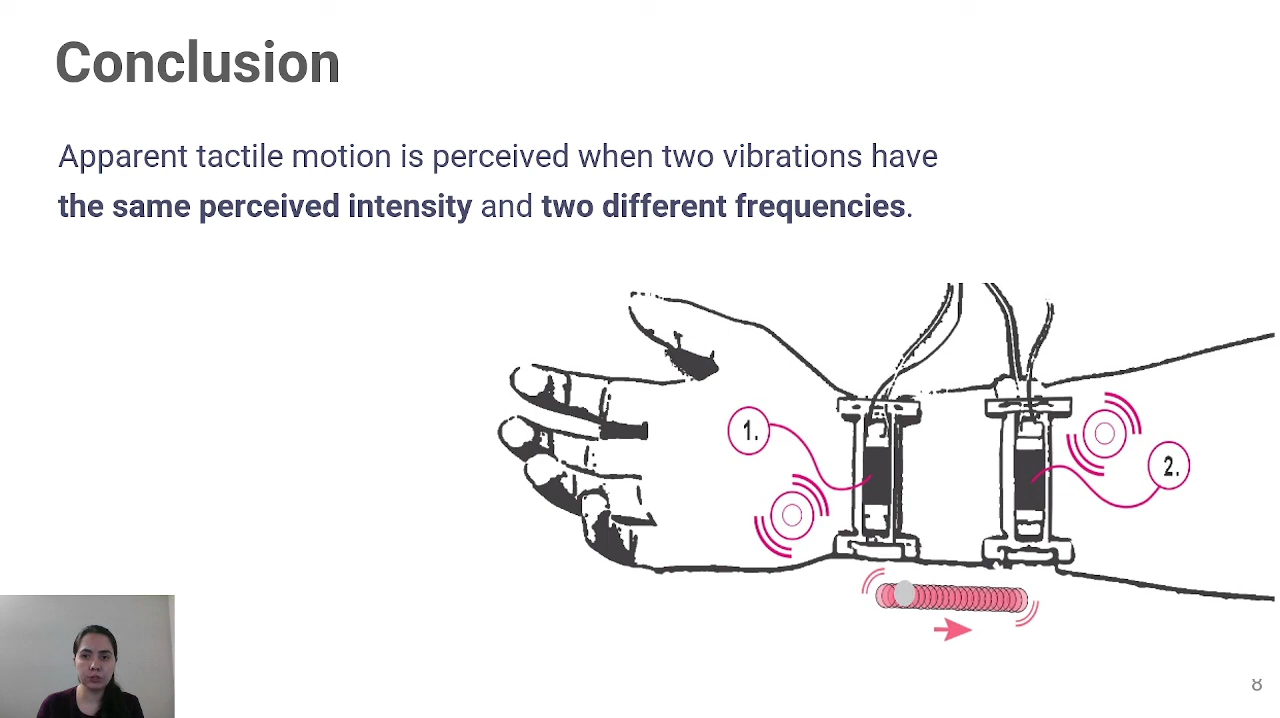 Conclusion
Apparent tactile motion is perceived when two vibrations have
the same perceived intensity and two different frequencies.
1.
2.
8